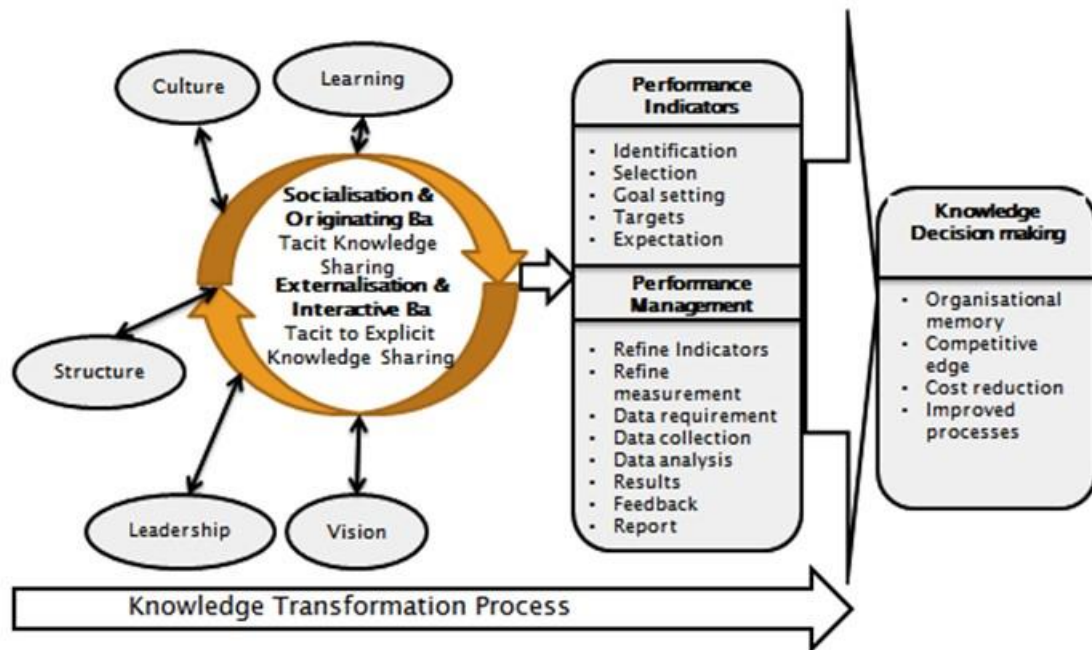 Culture
Learning
Structure
Leadership
Vision
Socialisation &
Originating Ba
Tacit Knowledge
Sharing
Externalisation &
Interactive Ba
Tacit to Explicit
Knowledge Sharing
Performance
Indicators
• Identification
• Selection
• Goal setting
• Targets
• Expectation
Performance
Management
• Refine Indicators
• Refine
measurement
• Data requirement
• Data collection
• Data analysis
• Results
• Feedback
• Report
Knowledge
Decision making
• Organisational
memory
• Competitive
edge
• Cost reduction
• Improved
processes
Knowledge Transformation Process